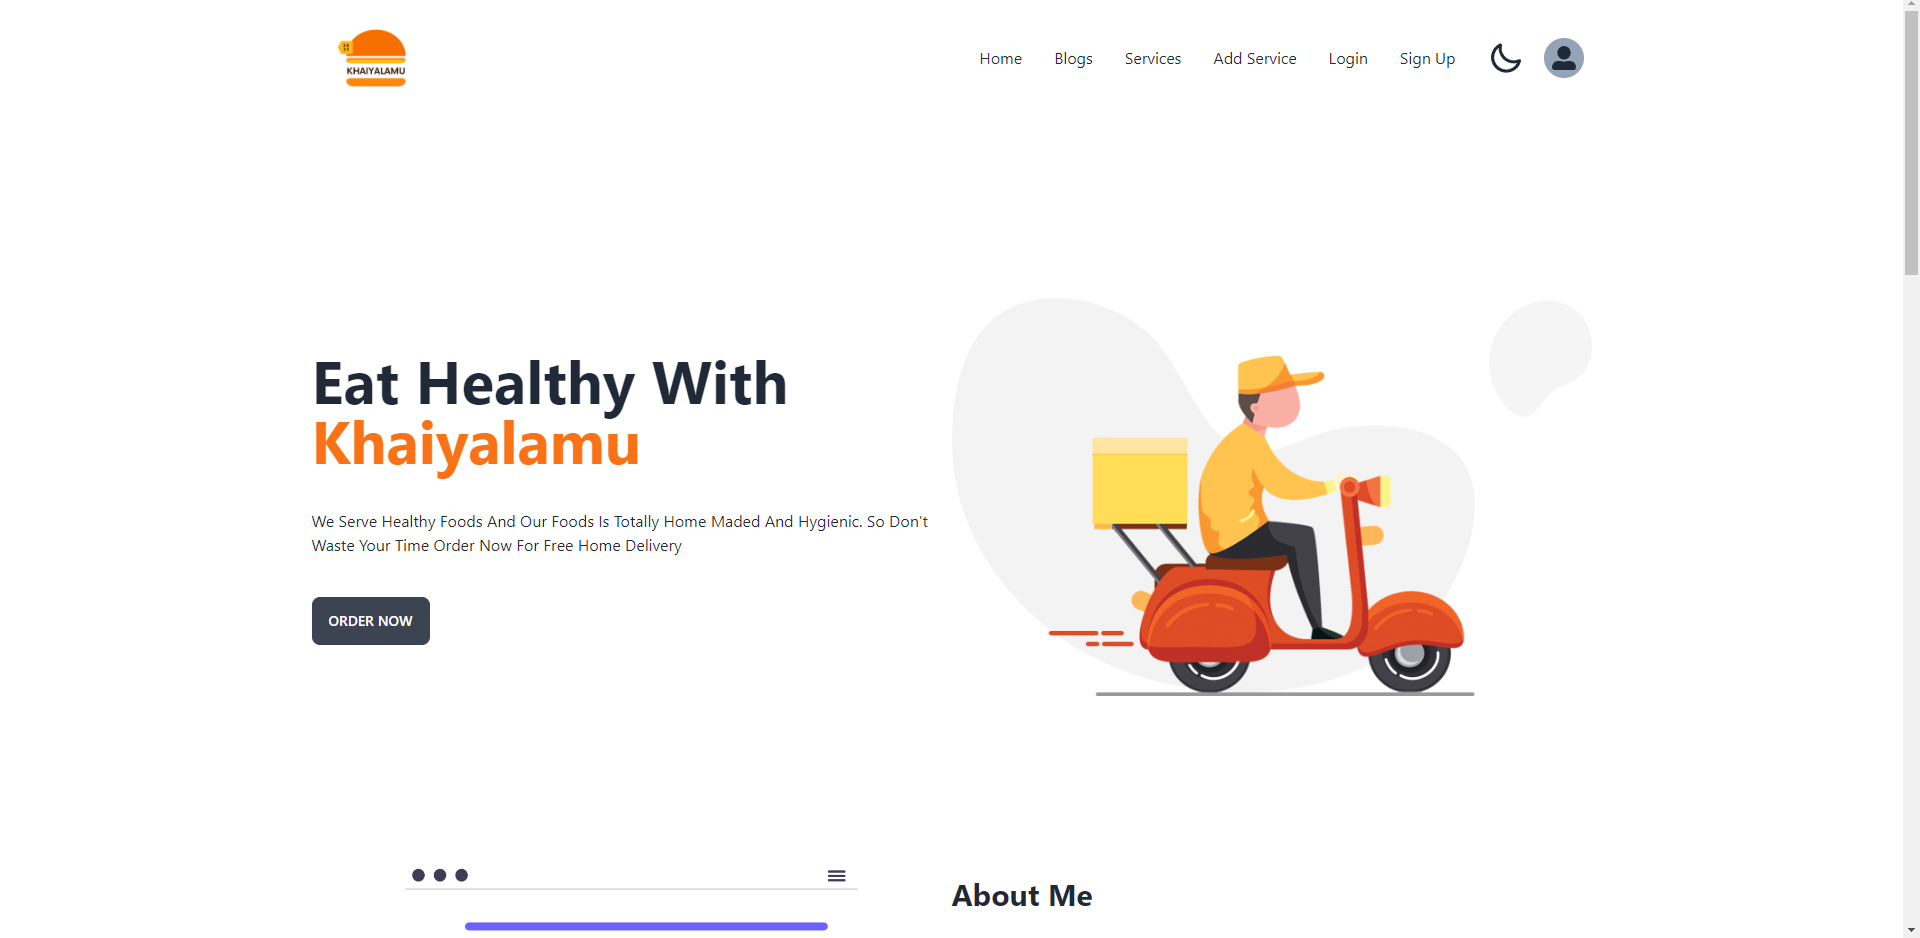 KHAIYALAMU
Home Blogs Services Add Service Login Sign Up
Eat Healthy With
Khaiyalamu
We Serve Healthy Foods And Our Foods Is Totally Home Maded And Hygienic. So Don't
Waste Your Time Order Now For Free Home Delivery
ORDER NOW
About Me